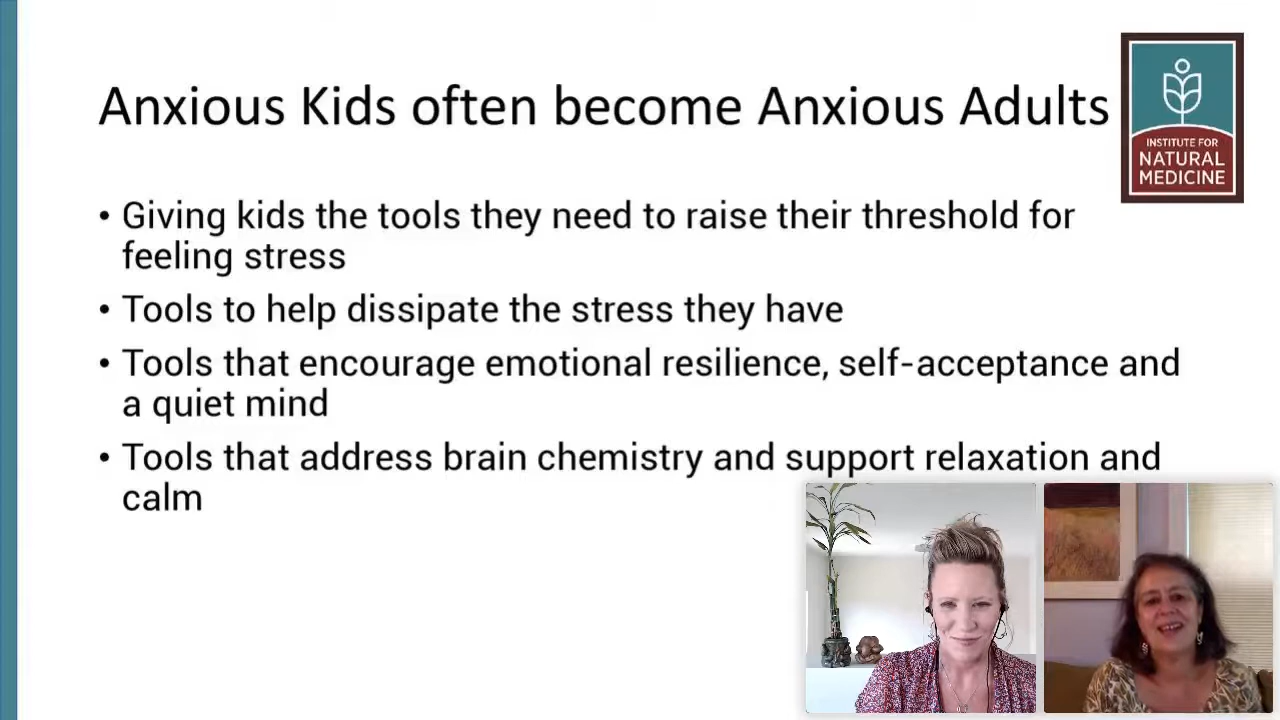 Anxious Kids often become Anxious Adults
INSTITUTE FOR
NATURAL
MEDICINE
• Giving kids the tools they need to raise their threshold for
feeling stress
• Tools to help dissipate the stress they have
• Tools that encourage emotional resilience, self-acceptance and
a quiet mind
• Tools that address brain chemistry and support relaxation and
calm